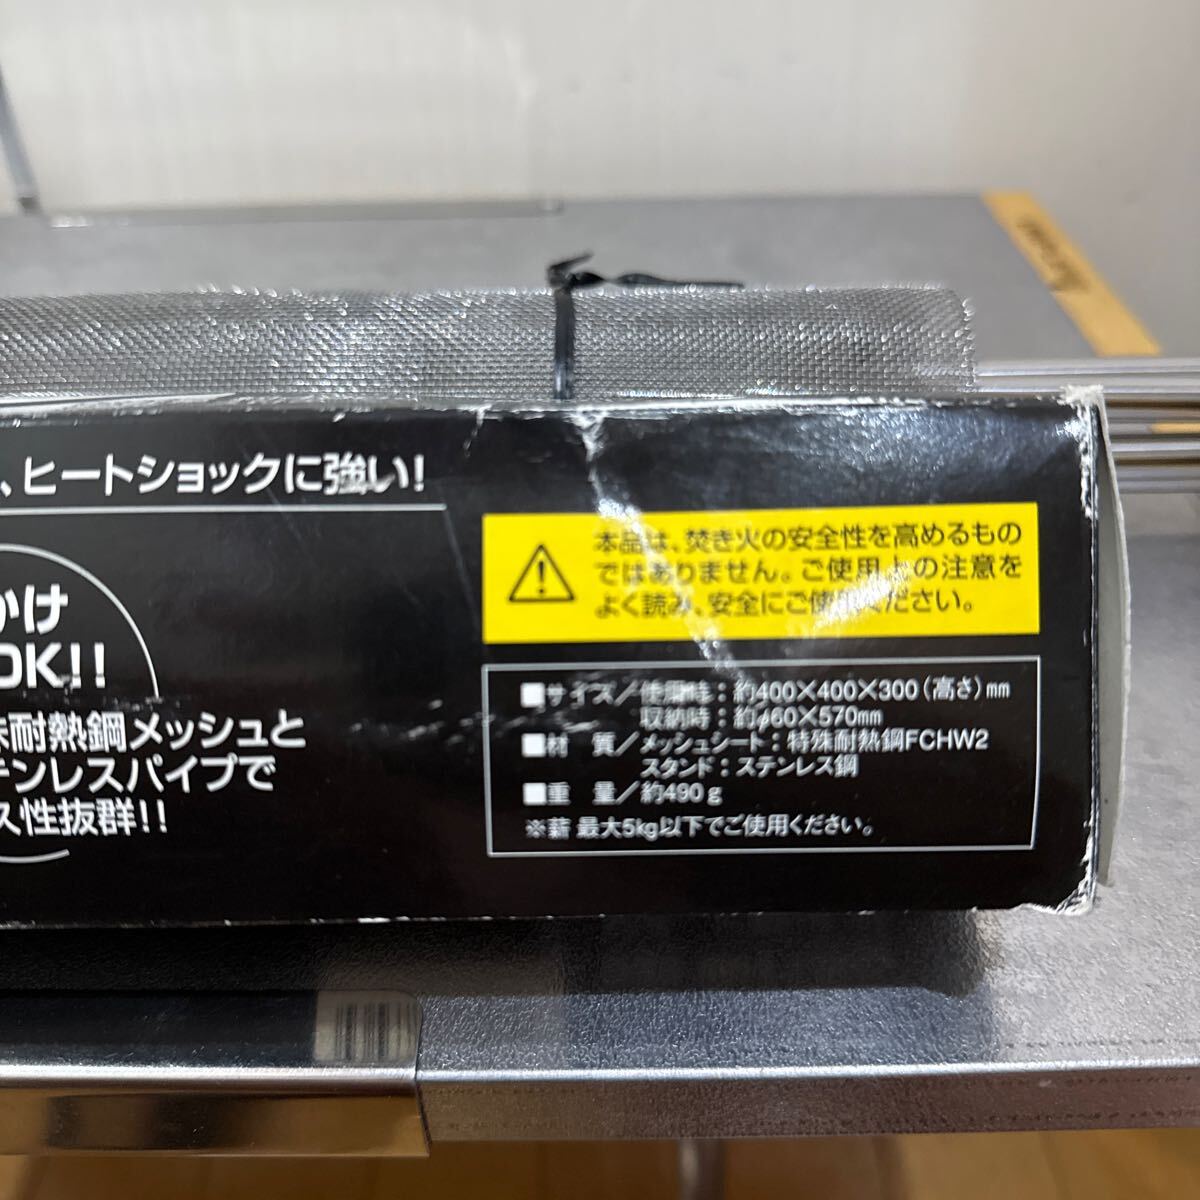 、ヒートショックに強い!
かけ
OK!!
耐熱鋼メッシュと
テンレスパイプで
ス性抜群!!
本品は、焚き火の安全性を高めるもの
ではありません。ご使用上の注意を
よく読み、安全にご使用ください。
■サイズ/使用時:約400×400×300(高さ)mm
収納時:約φ60×570mm
■材 質/メッシュシート:特殊耐熱鋼FCHW2
スタンド:ステンレス鋼
■重 量/約490g
※薪 最大5kg以下でご使用ください。